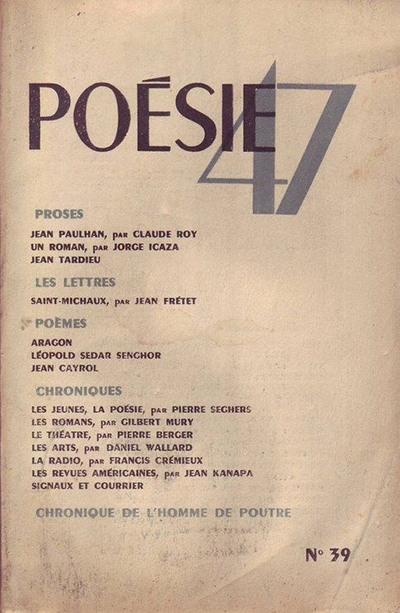 POÉSIE 47
PROSES
JEAN PAULHAN, PAR CLAUDE ROY
UN ROMAN, PAR JORGE ICAZA
JEAN TARDIEU
LES LETTRES
SAINT-MICHAUX, PAR JEAN FRÉTET
POÈMES
ARAGON
LÉOPOLD SEDAR SENGHOR
JEAN CAYROL
CHRONIQUES
LES JEUNES, LA POÉSIE, PAR PIERRE SEGHERS
LES ROMANS, PAR GILBERT MURY
LE THÉATRE, PAR PIERRE BERGER
LES ARTS, PAR DANIEL WALLARD
LA RADIO, PAR FRANCIS CRÉMIEUX
LES REVUES AMÉRICAINES, PAR JEAN KANAPA
SIGNAUX ET COURRIER
CHRONIQUE DE L'HOMME DE POUTRE
N° 39